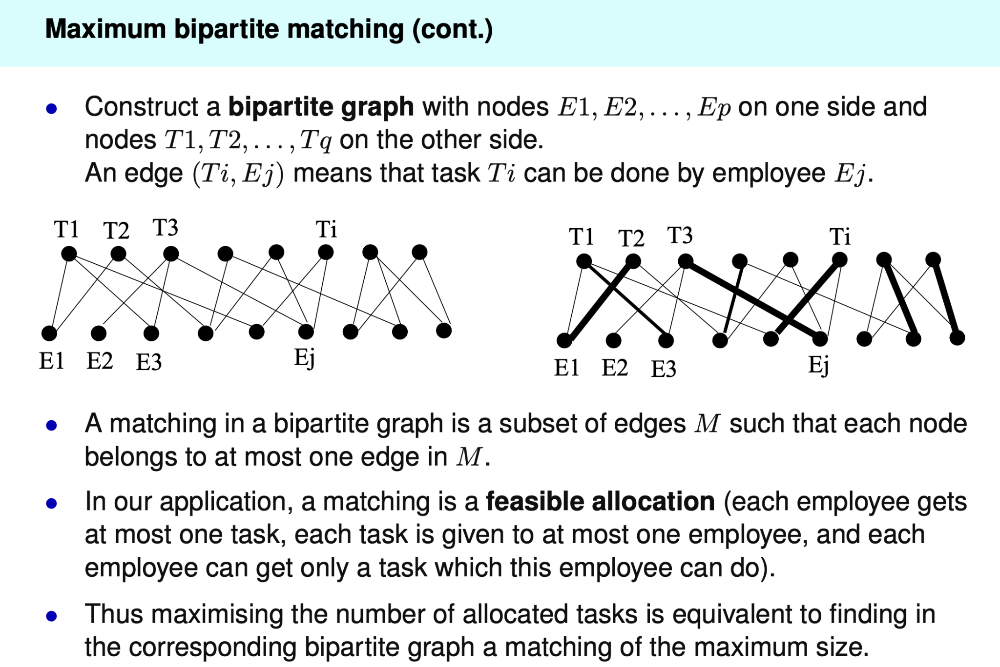 Maximum bipartite matching (cont.)
Construct a bipartite graph with nodes E1, E2, . . . , Ep on one side and
nodes T1, T2, . . . , Tq on the other side.
An edge (Ti, Ej) means that task Ti can be done by employee Ej.
T1 T2 T3 Ti
E1 E2 E3 Ej
T1 T2 T3 Ti
E1 E2 E3 Ej
A matching in a bipartite graph is a subset of edges M such that each node
belongs to at most one edge in M.
In our application, a matching is a feasible allocation (each employee gets
at most one task, each task is given to at most one employee, and each
employee can get only a task which this employee can do).
Thus maximising the number of allocated tasks is equivalent to finding in
the corresponding bipartite graph a matching of the maximum size.